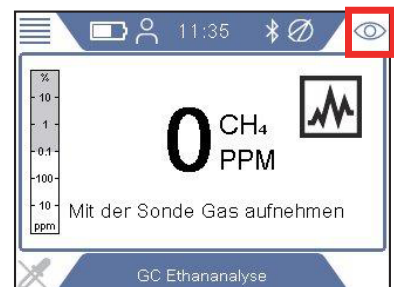 11:35
%
10
1
0.1
100
10
ppm
0 CH₄
PPM
Mit der Sonde Gas aufnehmen
GC Ethananalyse